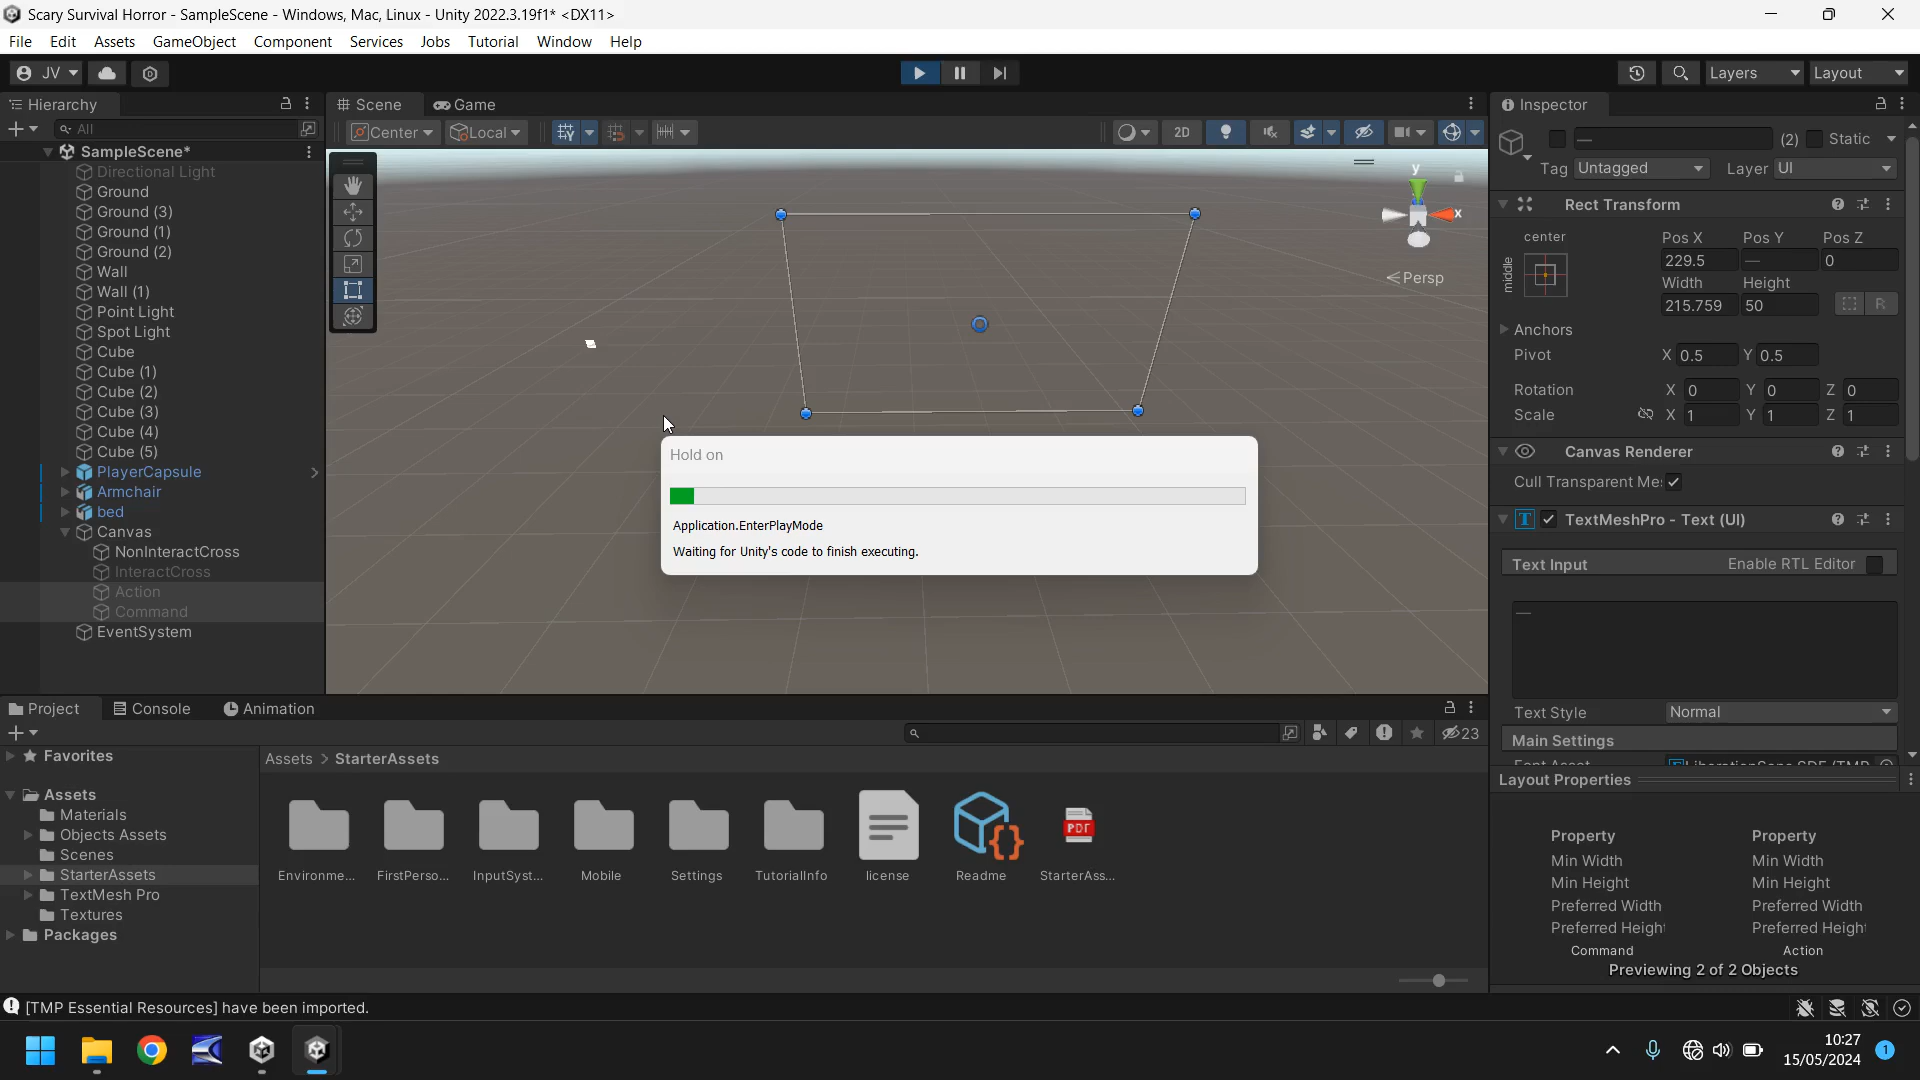 Scary Survival Horror - SampleScene - Windows, Mac, Linux - Unity 2022.3.19f1* <DX11>
File Edit Assets GameObject Component Services Jobs Tutorial Window Help
JV Layers Layout
Hierarchy
All
SampleScene*
Directional Light
Ground
Ground (3)
Ground (1)
Ground (2)
Wall
Wall (1)
Point Light
Spot Light
Cube
Cube (1)
Cube (2)
Cube (3)
Cube (4)
Cube (5)
PlayerCapsule
Armchair
bed
Canvas
NonInteractCross
InteractCross
Action
Command
EventSystem
Scene Game
Center Local 2D
y
x
Persp
Hold on
Application.EnterPlayMode
Waiting for Unity's code to finish executing.
Inspector
— (2) Static
Tag Untagged Layer UI
Rect Transform
center Pos X Pos Y Pos Z
middle 229.5 — 0
Width Height
215.759 50 R
Anchors
Pivot X 0.5 Y 0.5
Rotation X 0 Y 0 Z 0
Scale X 1 Y 1 Z 1
Canvas Renderer
Cull Transparent Me
TextMeshPro - Text (UI)
Text Input Enable RTL Editor
—
Text Style Normal
Main Settings
Layout Properties
Property Property
Min Width Min Width
Min Height Min Height
Preferred Width Preferred Width
Preferred Heigh Preferred Heigh
Command Action
Previewing 2 of 2 Objects
Project Console Animation
23
Favorites
Assets
Materials
Objects Assets
Scenes
StarterAssets
TextMesh Pro
Textures
Packages
Assets > StarterAssets
PDF
Environme... FirstPerso... InputSyst... Mobile Settings TutorialInfo license Readme StarterAss...
[TMP Essential Resources] have been imported.
10:27
15/05/2024
1